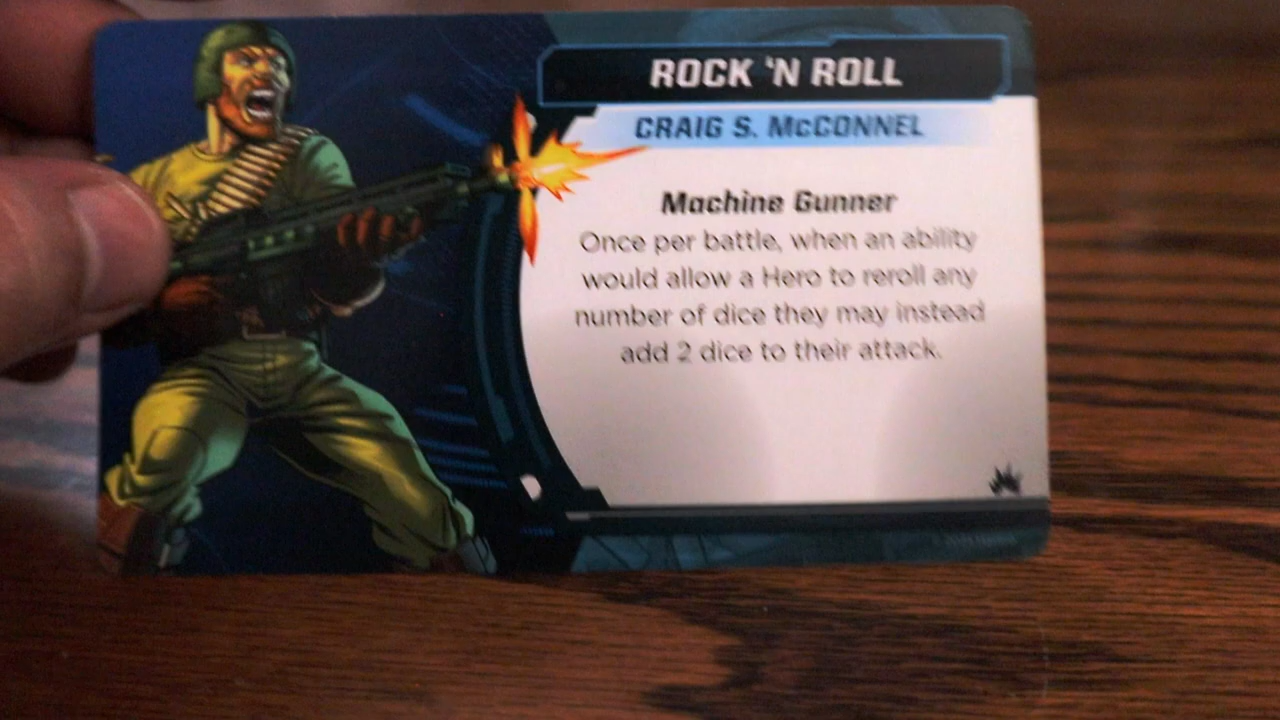 ROCK 'N ROLL
CRAIG S. McCONNEL
Machine Gunner
Once per battle, when an ability
would allow a Hero to reroll any
number of dice they may instead
add 2 dice to their attack.